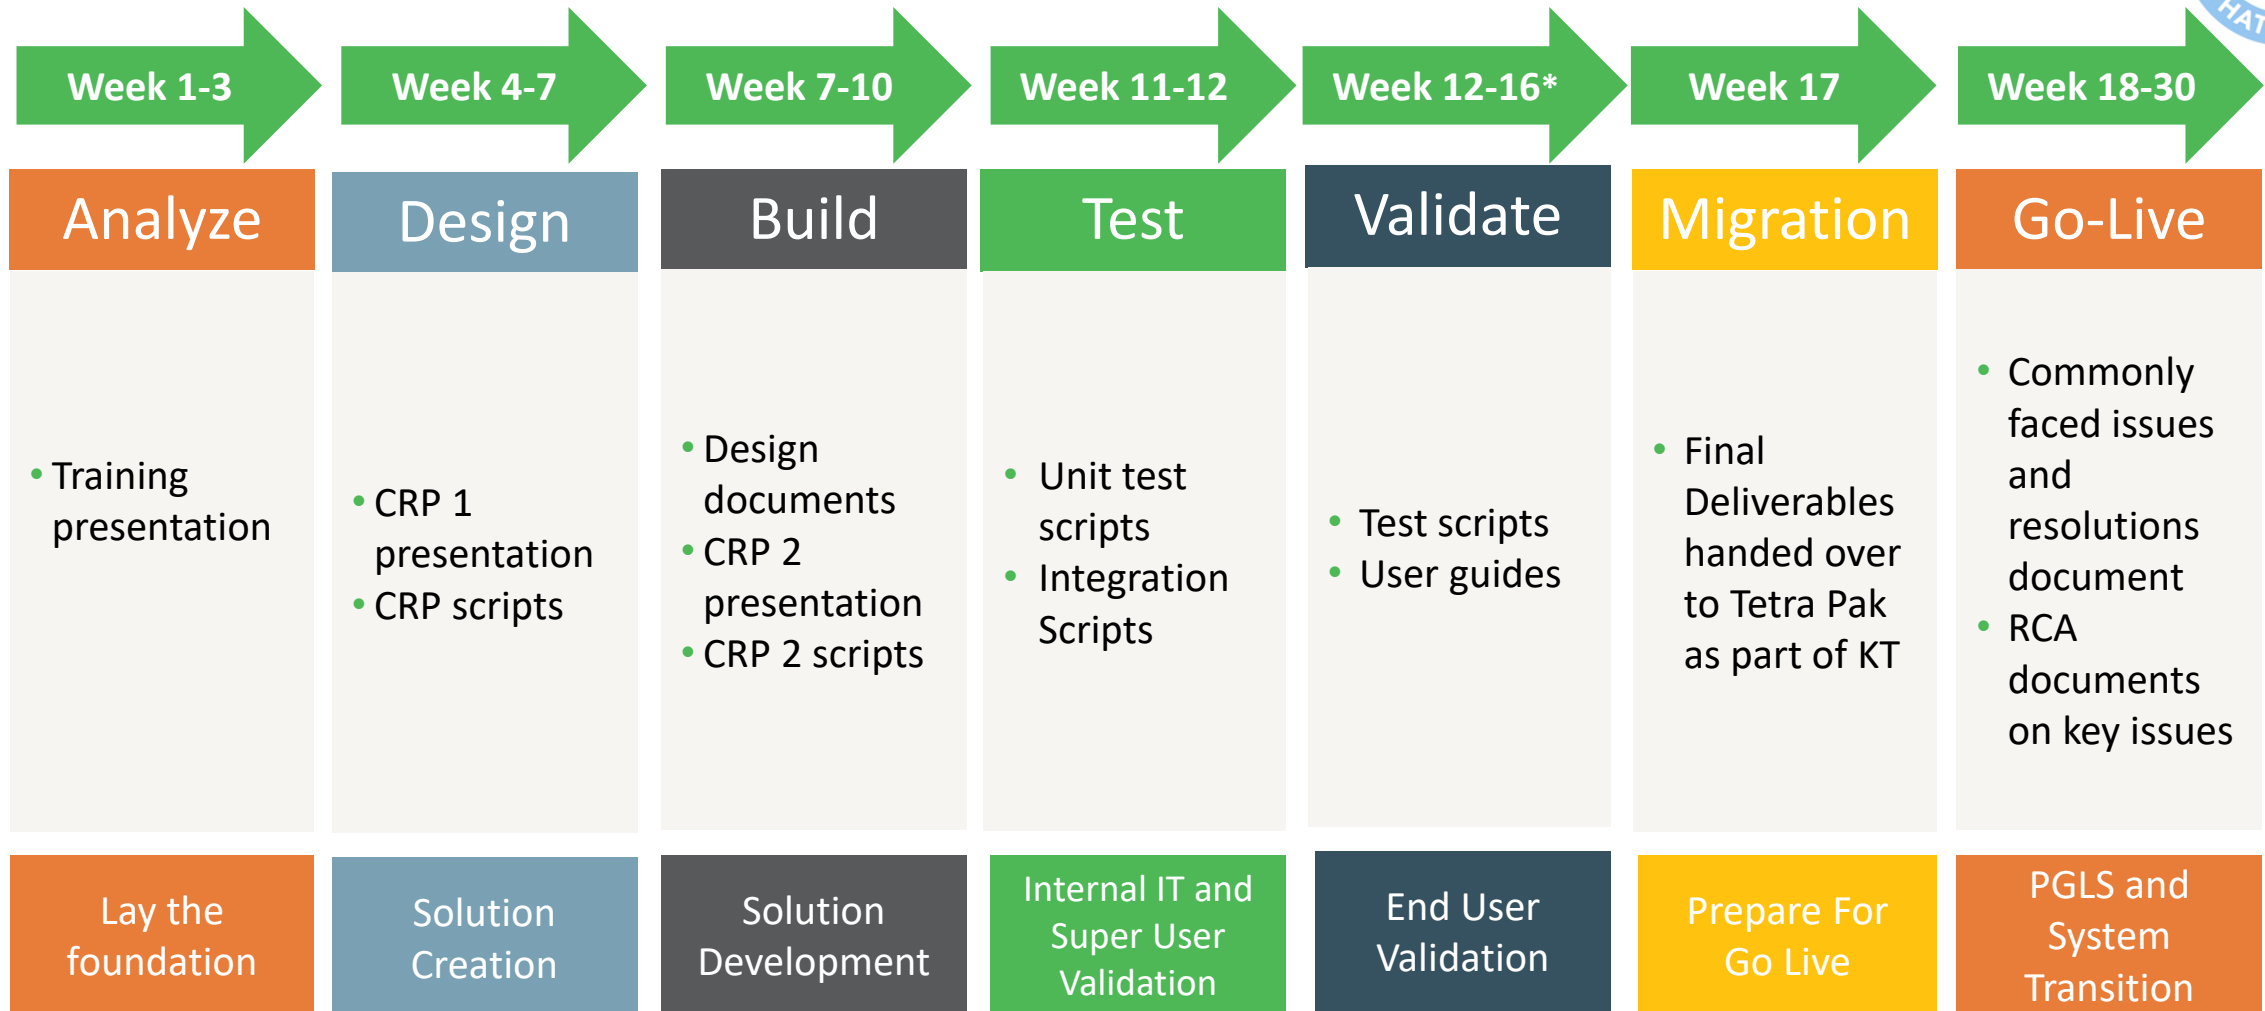 Week 1-3
Week 4-7
Week 7-10
Week 11-12
Week 12-16*
Week 17
Week 18-30
Analyze
Design
Build
Test
Validate
Migration
Go-Live
• Training
presentation
• CRP 1
presentation
• CRP scripts
• Design
documents
• CRP 2
presentation
• CRP 2 scripts
• Unit test
scripts
• Integration
Scripts
• Test scripts
• User guides
• Final
Deliverables
handed over
to Tetra Pak
as part of KT
• Commonly
faced issues
and
resolutions
document
• RCA
documents
on key issues
Lay the
foundation
Solution
Creation
Solution
Development
Internal IT and
Super User
Validation
End User
Validation
Prepare For
Go Live
PGLS and
System
Transition